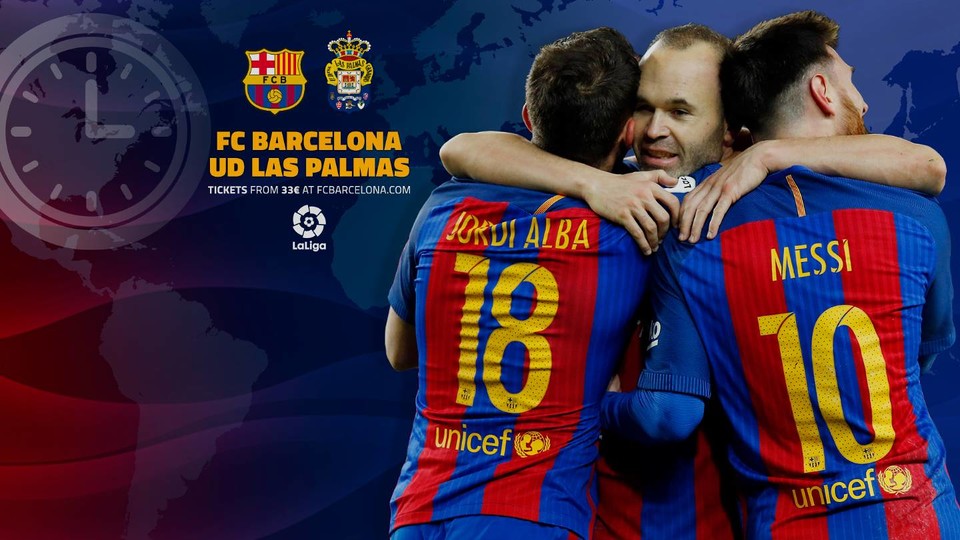 FCB
FC BARCELONA
UD LAS PALMAS
TICKETS FROM 33€ AT FCBARCELONA.COM
LaLiga
JORDI ALBA
18
unicef
MESSI
10
unicef